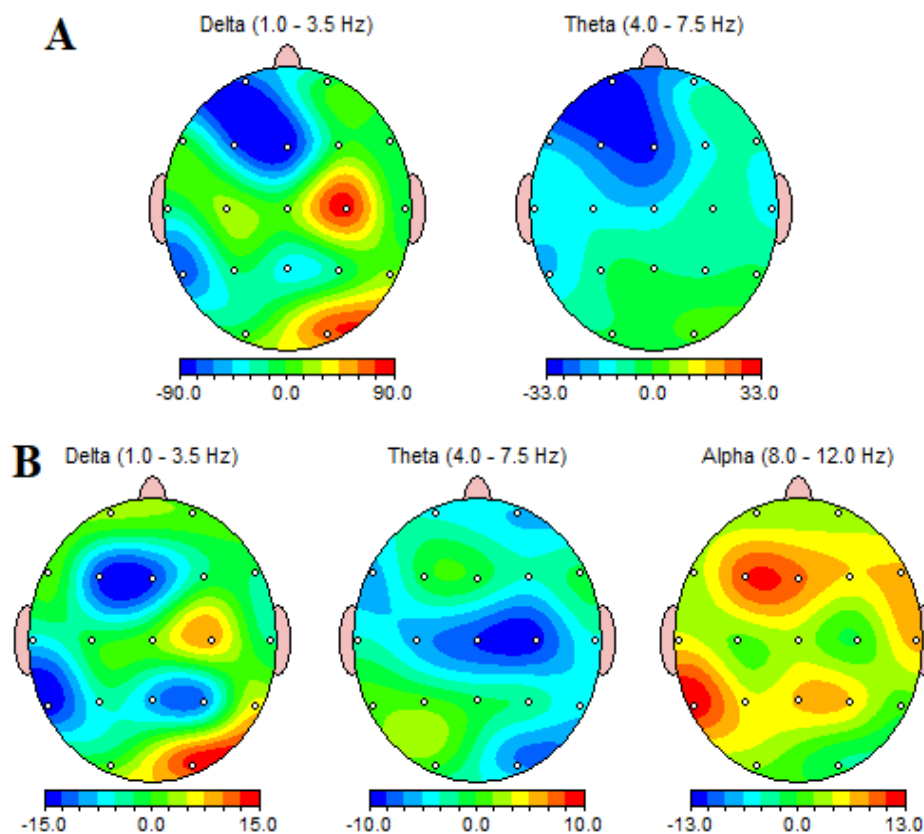 A
Delta (1.0 - 3.5 Hz)
Theta (4.0 - 7.5 Hz)
-90.0 0.0 90.0
-33.0 0.0 33.0
B
Delta (1.0 - 3.5 Hz)
Theta (4.0 - 7.5 Hz)
Alpha (8.0 - 12.0 Hz)
-15.0 0.0 15.0
-10.0 0.0 10.0
-13.0 0.0 13.0